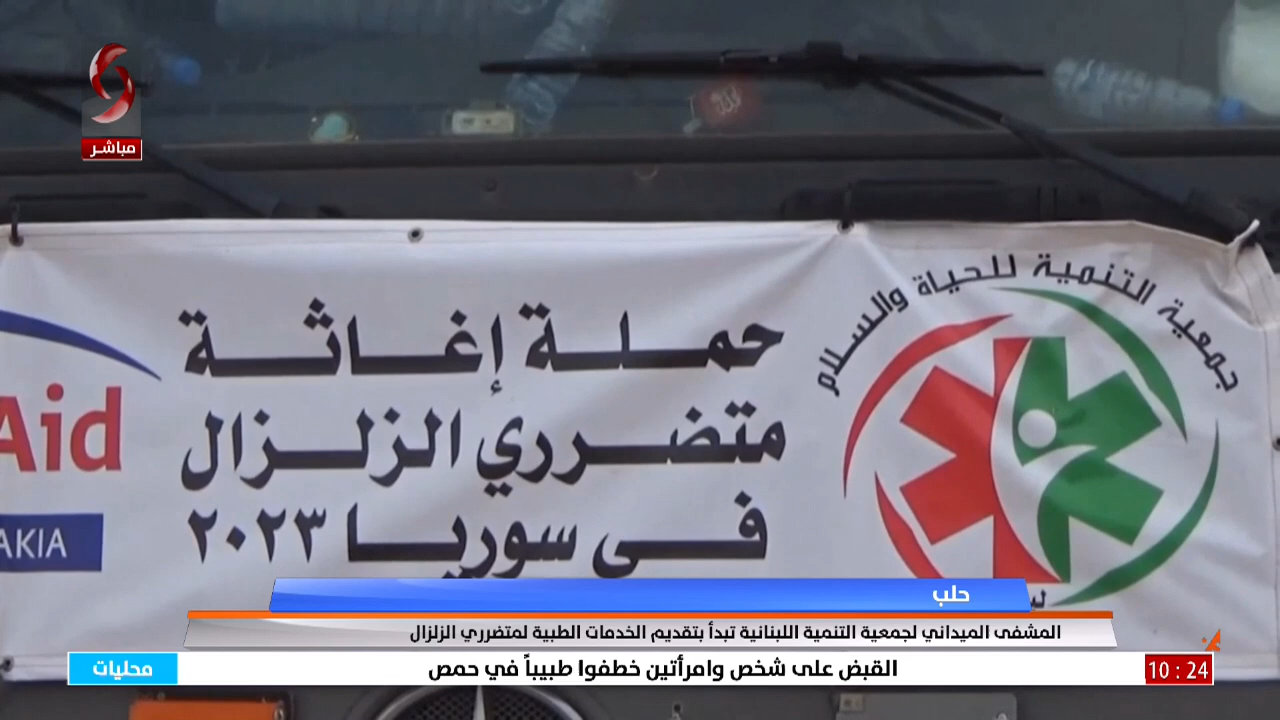 مباشر
جمعية التنمية للحياة والسلام
حملة إغاثة
متضرري الزلزال
في سوريا ٢٠٢٣
Aid
AKIA
حلب
المشفى الميداني لجمعية التنمية اللبنانية تبدأ بتقديم الخدمات الطبية لمتضرري الزلزال
محليات
القبض على شخص وامرأتين خطفوا طبيباً في حمص
10 : 24